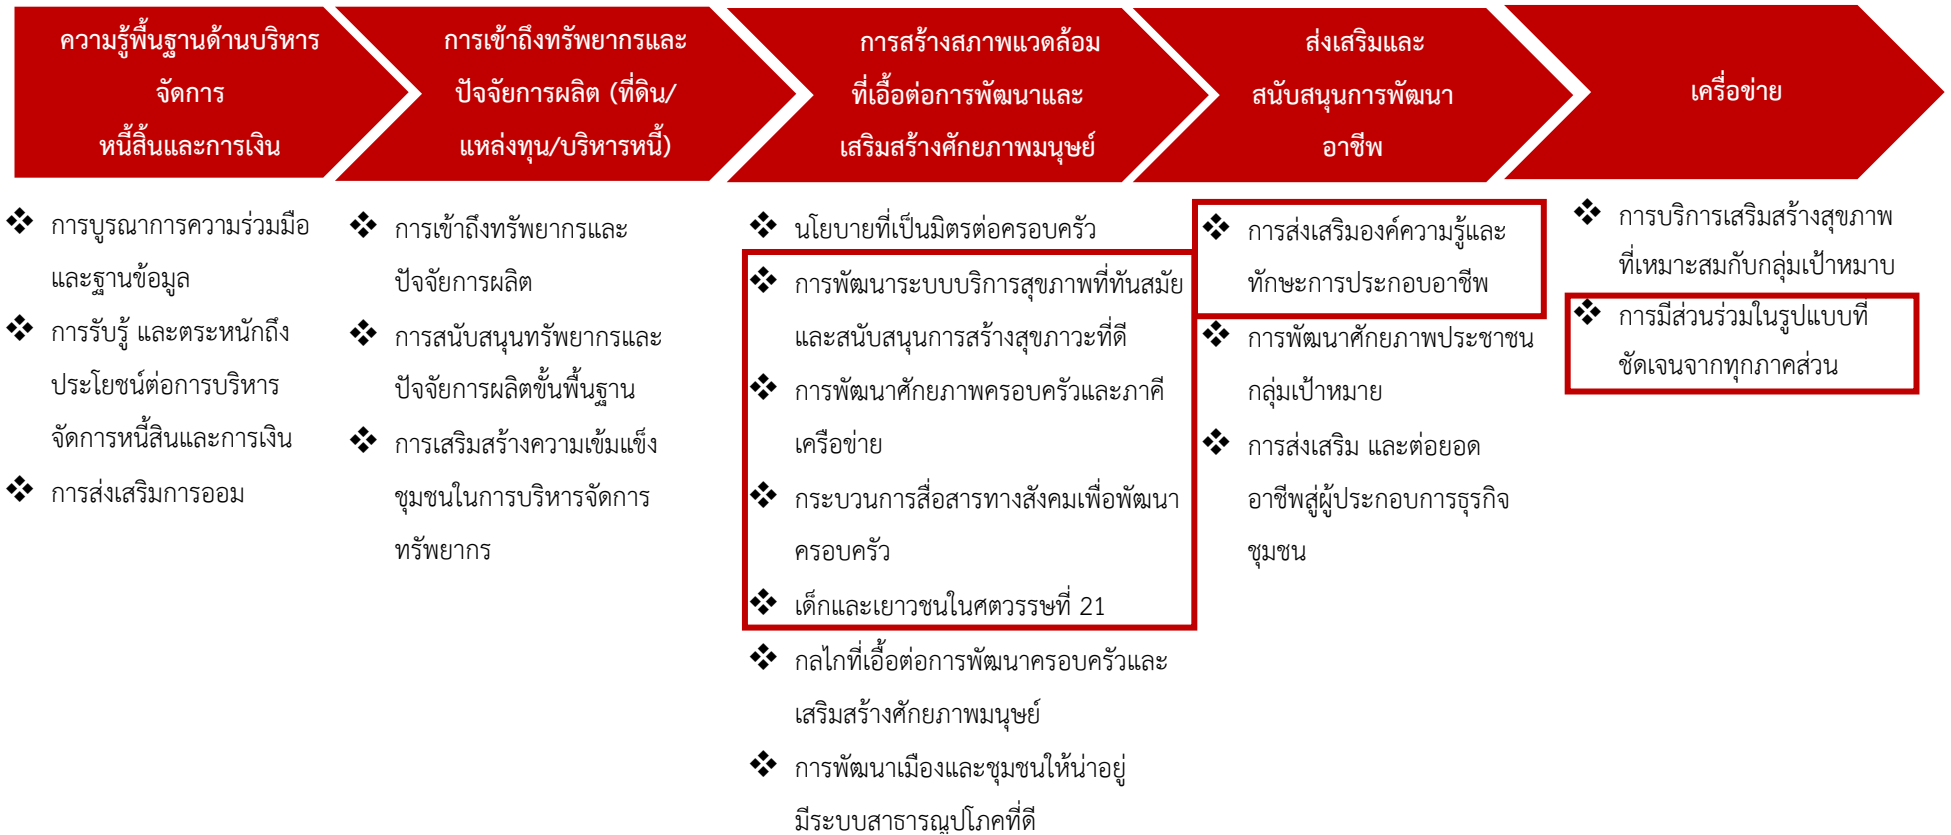 ความรู้พื้นฐานด้านบริหาร
จัดการ
หนี้สิ้นและการเงิน
การเข้าถึงทรัพยากรและ
ปัจจัยการผลิต (ที่ดิน/
แหล่งทุน/บริหารหนี้)
การสร้างสภาพแวดล้อม
ที่เอื้อต่อการพัฒนาและ
เสริมสร้างศักยภาพมนุษย์
ส่งเสริมและ
สนับสนุนการพัฒนา
อาชีพ
เครื่อข่าย
❖ การบูรณาการความร่วมมือ
และฐานข้อมูล
❖ การรับรู้ และตระหนักถึง
ประโยชน์ต่อการบริหาร
จัดการหนี้สินและการเงิน
❖ การส่งเสริมการออม
❖ การเข้าถึงทรัพยากรและ
ปัจจัยการผลิต
❖ การสนับสนุนทรัพยากรและ
ปัจจัยการผลิตขั้นพื้นฐาน
❖ การเสริมสร้างความเข้มแข็ง
ชุมชนในการบริหารจัดการ
ทรัพยากร
❖ นโยบายที่เป็นมิตรต่อครอบครัว
❖ การพัฒนาระบบบริการสุขภาพที่ทันสมัย
และสนับสนุนการสร้างสุขภาวะที่ดี
❖ การพัฒนาศักยภาพครอบครัวและภาคี
เครือข่าย
❖ กระบวนการสื่อสารทางสังคมเพื่อพัฒนา
ครอบครัว
❖ เด็กและเยาวชนในศตวรรษที่ 21
❖ กลไกที่เอื้อต่อการพัฒนาครอบครัวและ
เสริมสร้างศักยภาพมนุษย์
❖ การพัฒนาเมืองและชุมชนให้น่าอยู่
มีระบบสาธารณูปโภคที่ดี
❖ การส่งเสริมองค์ความรู้และ
ทักษะการประกอบอาชีพ
❖ การพัฒนาศักยภาพประชาชน
กลุ่มเป้าหมาย
❖ การส่งเสริม และต่อยอด
อาชีพสู่ผู้ประกอบการธุรกิจ
ชุมชน
❖ การบริการเสริมสร้างสุขภาพ
ที่เหมาะสมกับกลุ่มเป้าหมาบ
❖ การมีส่วนร่วมในรูปแบบที่
ชัดเจนจากทุกภาคส่วน